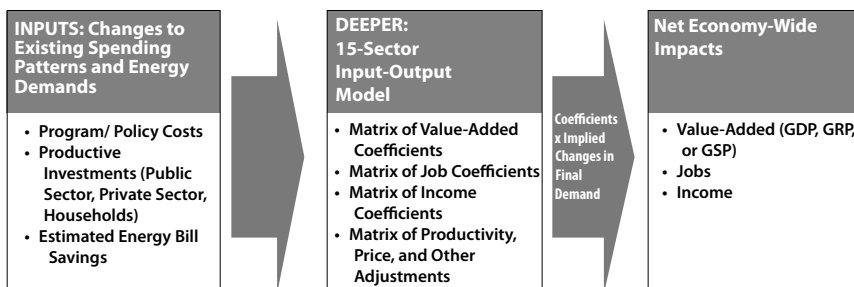 INPUTS: Changes to
Existing Spending
Patterns and Energy
Demands
• Program/ Policy Costs
• Productive
Investments (Public
Sector, Private Sector,
Households)
• Estimated Energy Bill
Savings
DEEPER:
15-Sector
Input-Output
Model
• Matrix of Value-Added
Coefficients
• Matrix of Job Coefficients
• Matrix of Income
Coefficients
• Matrix of Productivity,
Price, and Other
Adjustments
Coefficients
x Implied
Changes in
Final
Demand
Net Economy-Wide
Impacts
• Value-Added (GDP, GRP,
or GSP)
• Jobs
• Income